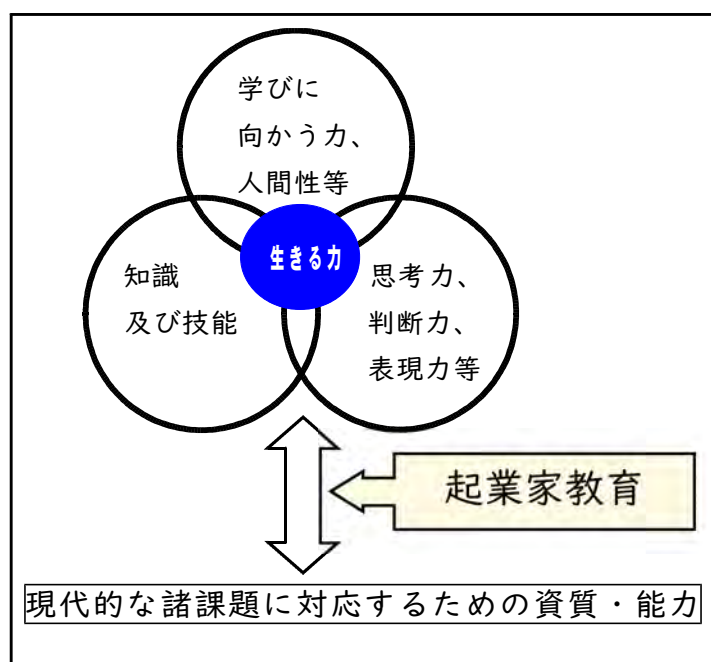 学びに
向かう力、
人間性等
生きる力
知識
及び技能
思考力、
判断力、
表現力等
起業家教育
現代的な諸課題に対応するための資質・能力